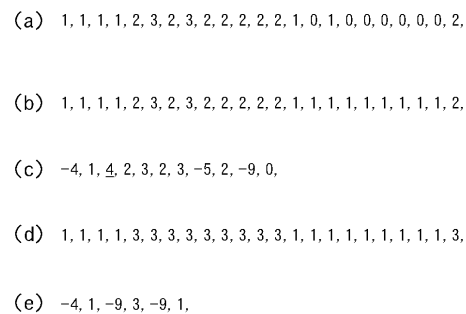 (a) 1, 1, 1, 1, 2, 3, 2, 3, 2, 2, 2, 2, 2, 1, 0, 1, 0, 0, 0, 0, 0, 0, 2,
(b) 1, 1, 1, 1, 2, 3, 2, 3, 2, 2, 2, 2, 2, 1, 1, 1, 1, 1, 1, 1, 1, 1, 2,
(c) -4, 1, 4, 2, 3, 2, 3, -5, 2, -9, 0,
(d) 1, 1, 1, 1, 3, 3, 3, 3, 3, 3, 3, 3, 3, 1, 1, 1, 1, 1, 1, 1, 1, 1, 3,
(e) -4, 1, -9, 3, -9, 1,